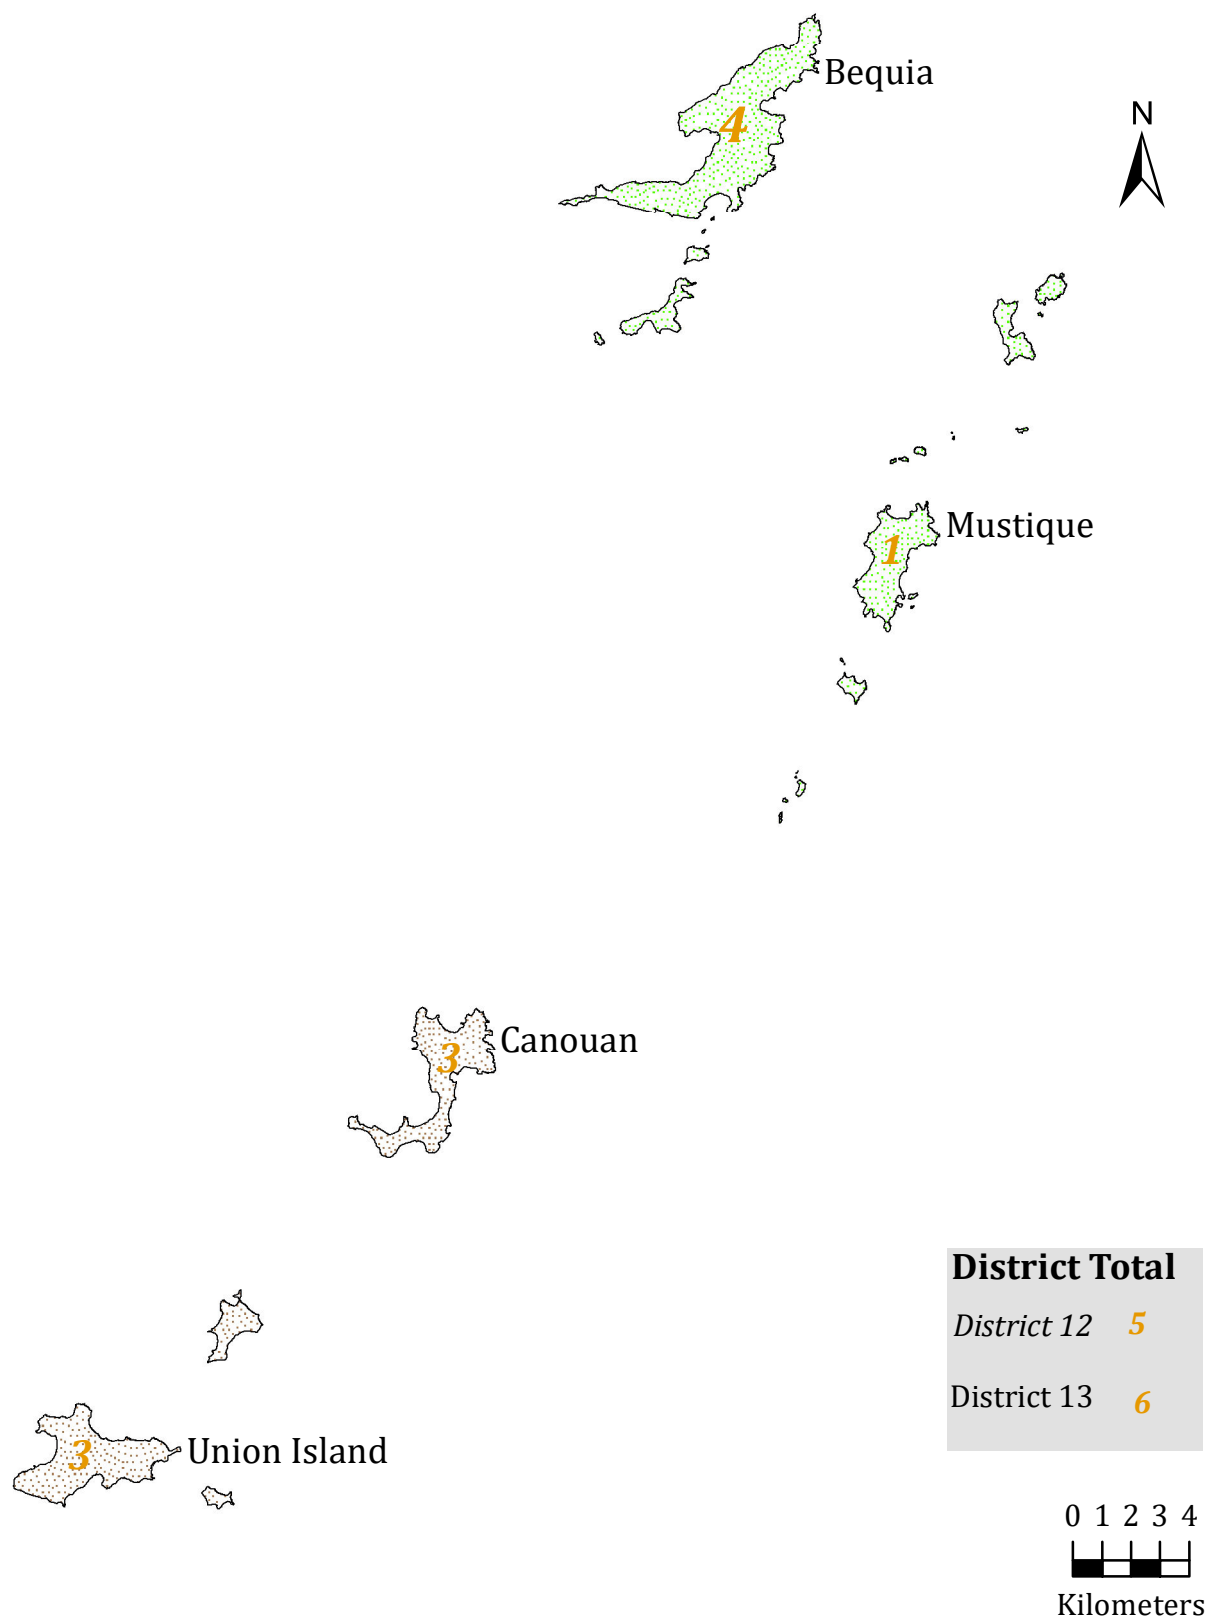 Bequia
4
N
Mustique
1
Canouan
3
District Total
District 12 5
District 13 6
Union Island
3
0 1 2 3 4
Kilometers